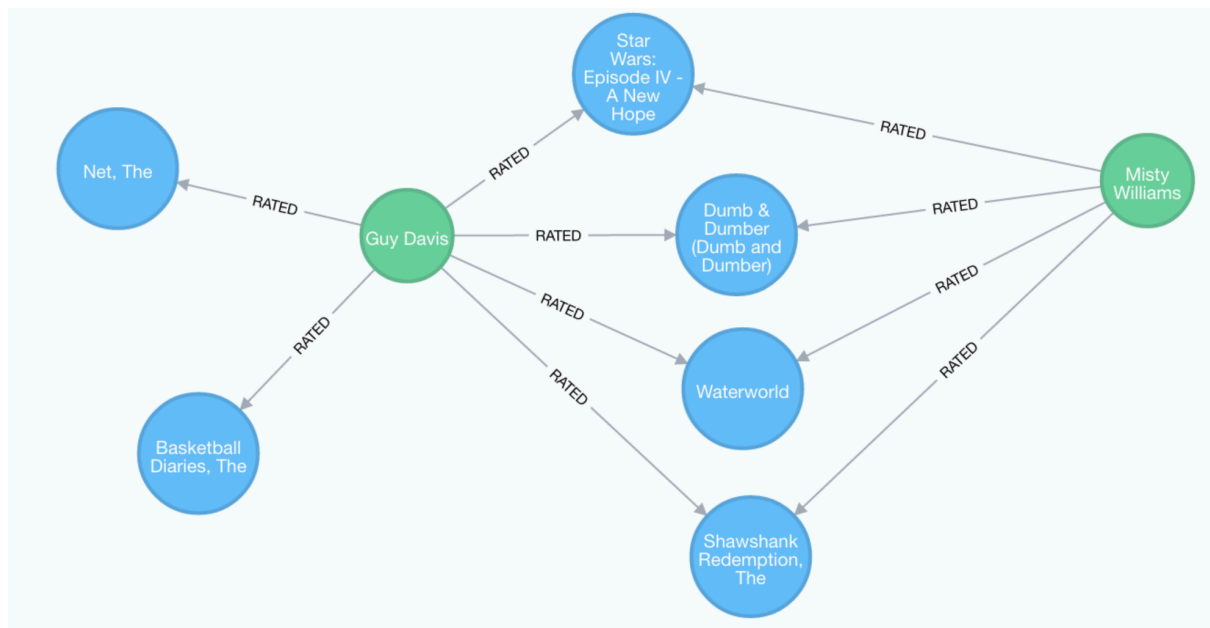 Star
Wars:
Episode IV -
A New
Hope
RATED
Net, The
RATED
RATED
Misty
Williams
Dumb &
Dumber
(Dumb and
Dumber)
RATED
RATED
Guy Davis
RATED
RATED
RATED
RATED
RATED
Waterworld
RATED
Basketball
Diaries, The
Shawshank
Redemption,
The